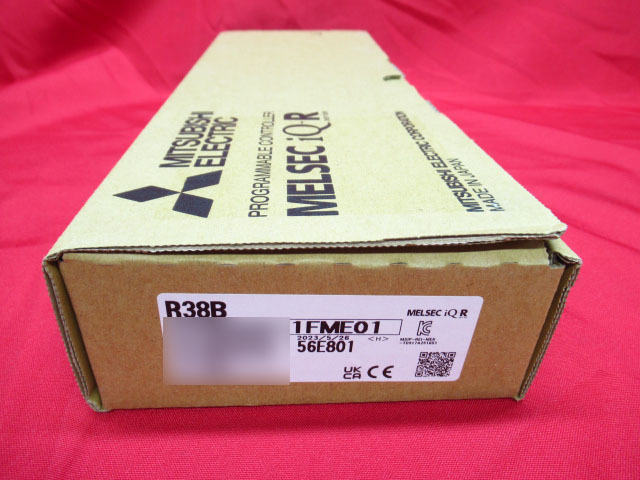 MITSUBISHI
ELECTRIC
PROGRAMMABLE CONTROLLER
MELSEC iQ R
MITSUBISHI ELECTRIC CORPORATION
MADE IN JAPAN
R38B
MELSEC iQ R
1FME01
2023/5/26 <H>
56E801
UK
CA CE